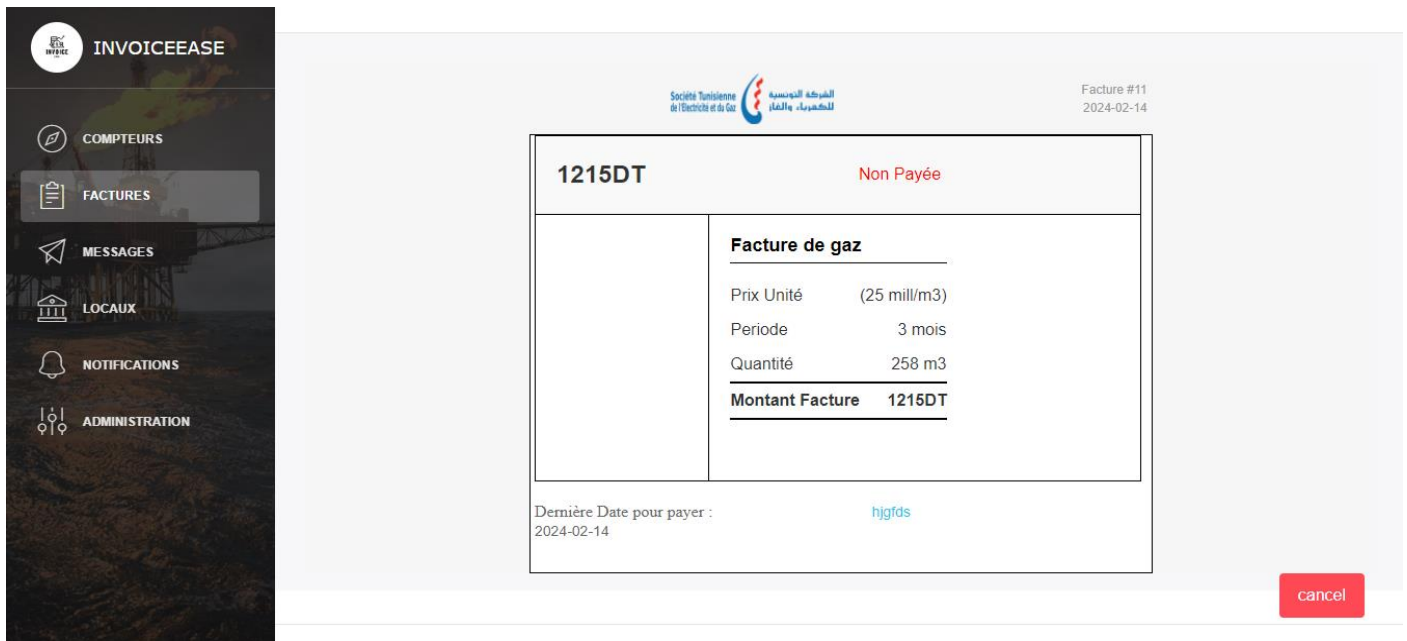 INVOICEEASE
COMPTEURS
FACTURES
MESSAGES
LOCAUX
NOTIFICATIONS
ADMINISTRATION
Société Tunisienne
de l'Electricité et du Gaz
الشركة التونسية
للكهرباء والغاز
Facture #11
2024-02-14
1215DT Non Payée
Facture de gaz
Prix Unité (25 mill/m3)
Periode 3 mois
Quantité 258 m3
Montant Facture 1215DT
Dernière Date pour payer : hjgfds
2024-02-14
cancel